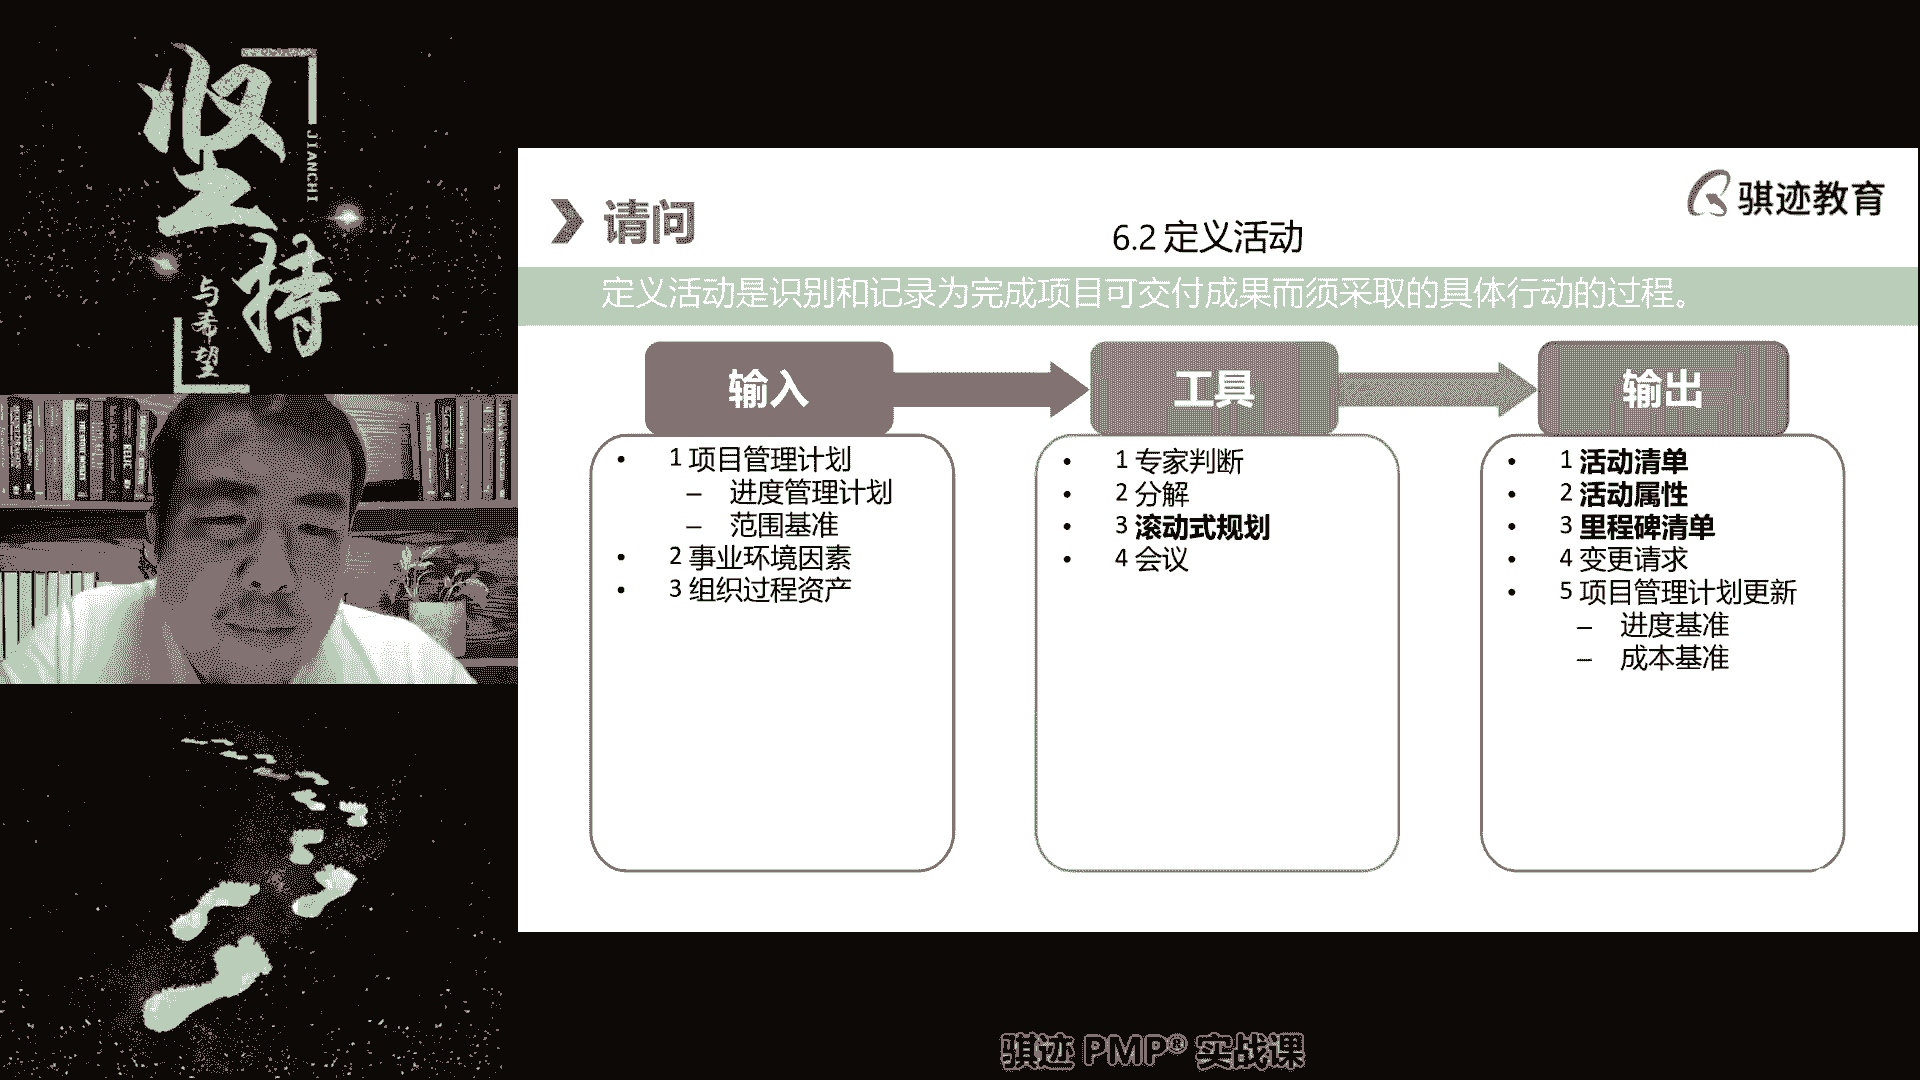 坚持
JIANCHI
与希望
骐迹教育
请问
6.2 定义活动
定义活动是识别和记录为完成项目可交付成果而须采取的具体行动的过程。
输入
• 1 项目管理计划
– 进度管理计划
– 范围基准
• 2 事业环境因素
• 3 组织过程资产
工具
• 1 专家判断
• 2 分解
• 3 滚动式规划
• 4 会议
输出
• 1 活动清单
• 2 活动属性
• 3 里程碑清单
• 4 变更请求
• 5 项目管理计划更新
– 进度基准
– 成本基准
骐迹 PMP® 实战课